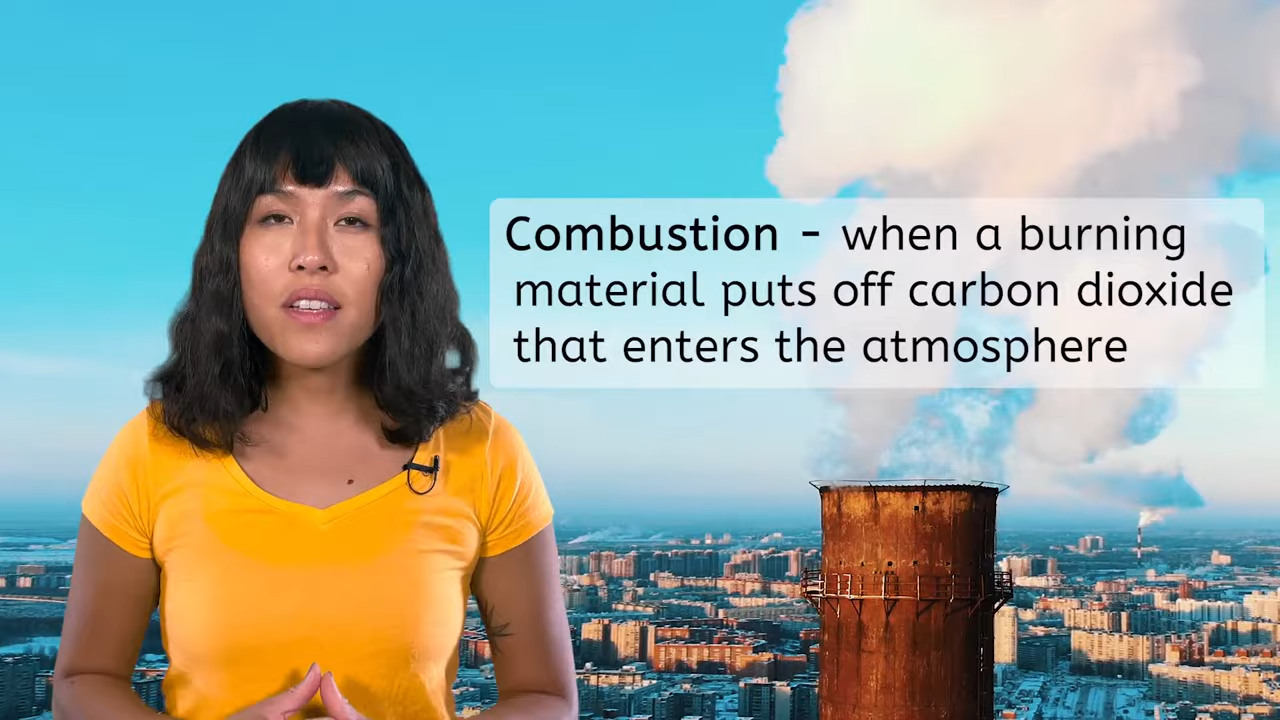 Combustion - when a burning
material puts off carbon dioxide
that enters the atmosphere